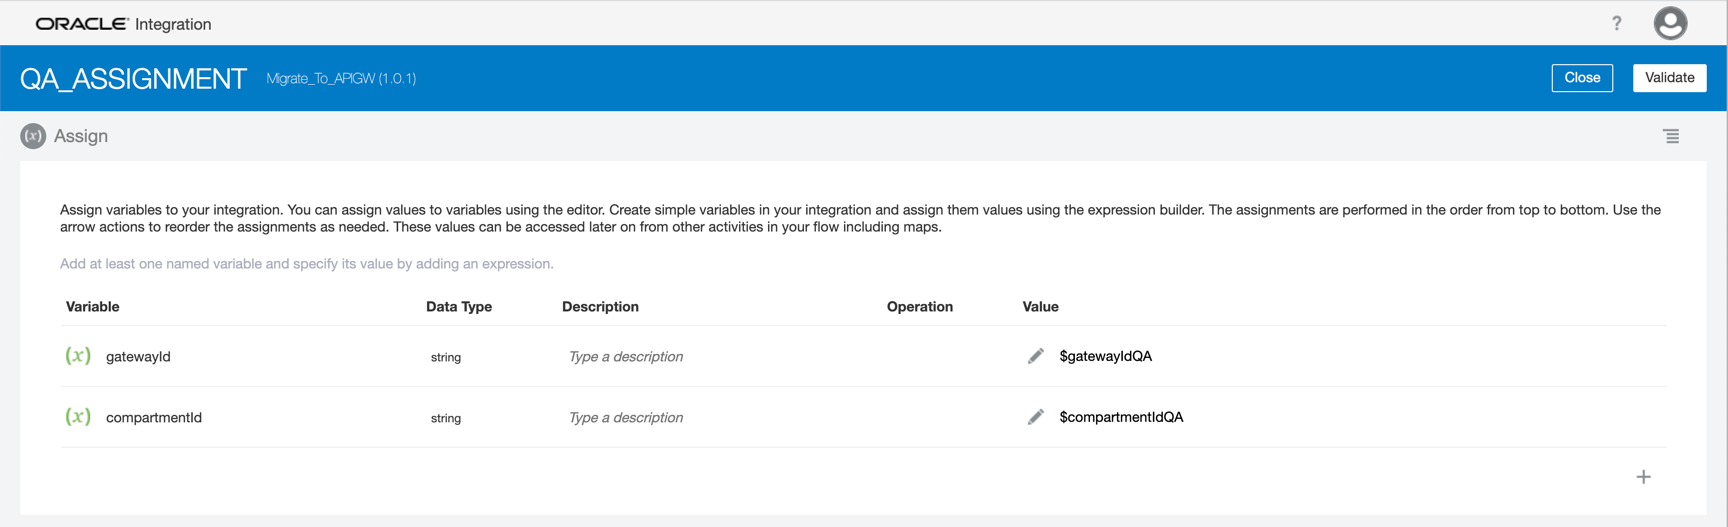 ORACLE Integration
?
QA_ASSIGNMENT Migrate_To_APIGW (1.0.1) Close Validate
(x) Assign
Assign variables to your integration. You can assign values to variables using the editor. Create simple variables in your integration and assign them values using the expression builder. The assignments are performed in the order from top to bottom. Use the
arrow actions to reorder the assignments as needed. These values can be accessed later on from other activities in your flow including maps.
Add at least one named variable and specify its value by adding an expression.
Variable Data Type Description Operation Value
(x) gatewayId string Type a description $gatewayIdQA
(x) compartmentId string Type a description $compartmentIdQA
+